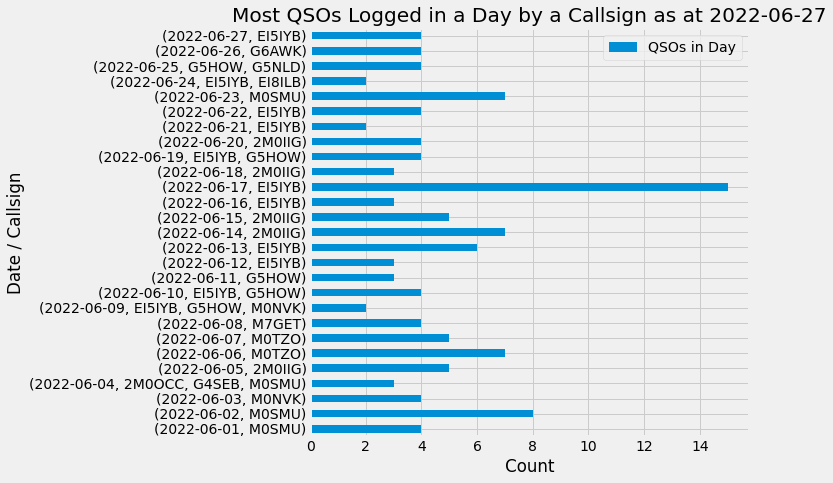 Most QSOs Logged in a Day by a Callsign as at 2022-06-27
QSOs in Day
Date / Callsign
(2022-06-27, EI5IYB)
(2022-06-26, G6AWK)
(2022-06-25, G5HOW, G5NLD)
(2022-06-24, EI5IYB, EI8ILB)
(2022-06-23, M0SMU)
(2022-06-22, EI5IYB)
(2022-06-21, EI5IYB)
(2022-06-20, 2M0IIG)
(2022-06-19, EI5IYB, G5HOW)
(2022-06-18, 2M0IIG)
(2022-06-17, EI5IYB)
(2022-06-16, EI5IYB)
(2022-06-15, 2M0IIG)
(2022-06-14, 2M0IIG)
(2022-06-13, EI5IYB)
(2022-06-12, EI5IYB)
(2022-06-11, G5HOW)
(2022-06-10, EI5IYB, G5HOW)
(2022-06-09, EI5IYB, G5HOW, M0NVK)
(2022-06-08, M7GET)
(2022-06-07, M0TZO)
(2022-06-06, M0TZO)
(2022-06-05, 2M0IIG)
(2022-06-04, 2M0OCC, G4SEB, M0SMU)
(2022-06-03, M0NVK)
(2022-06-02, M0SMU)
(2022-06-01, M0SMU)
0 2 4 6 8 10 12 14
Count